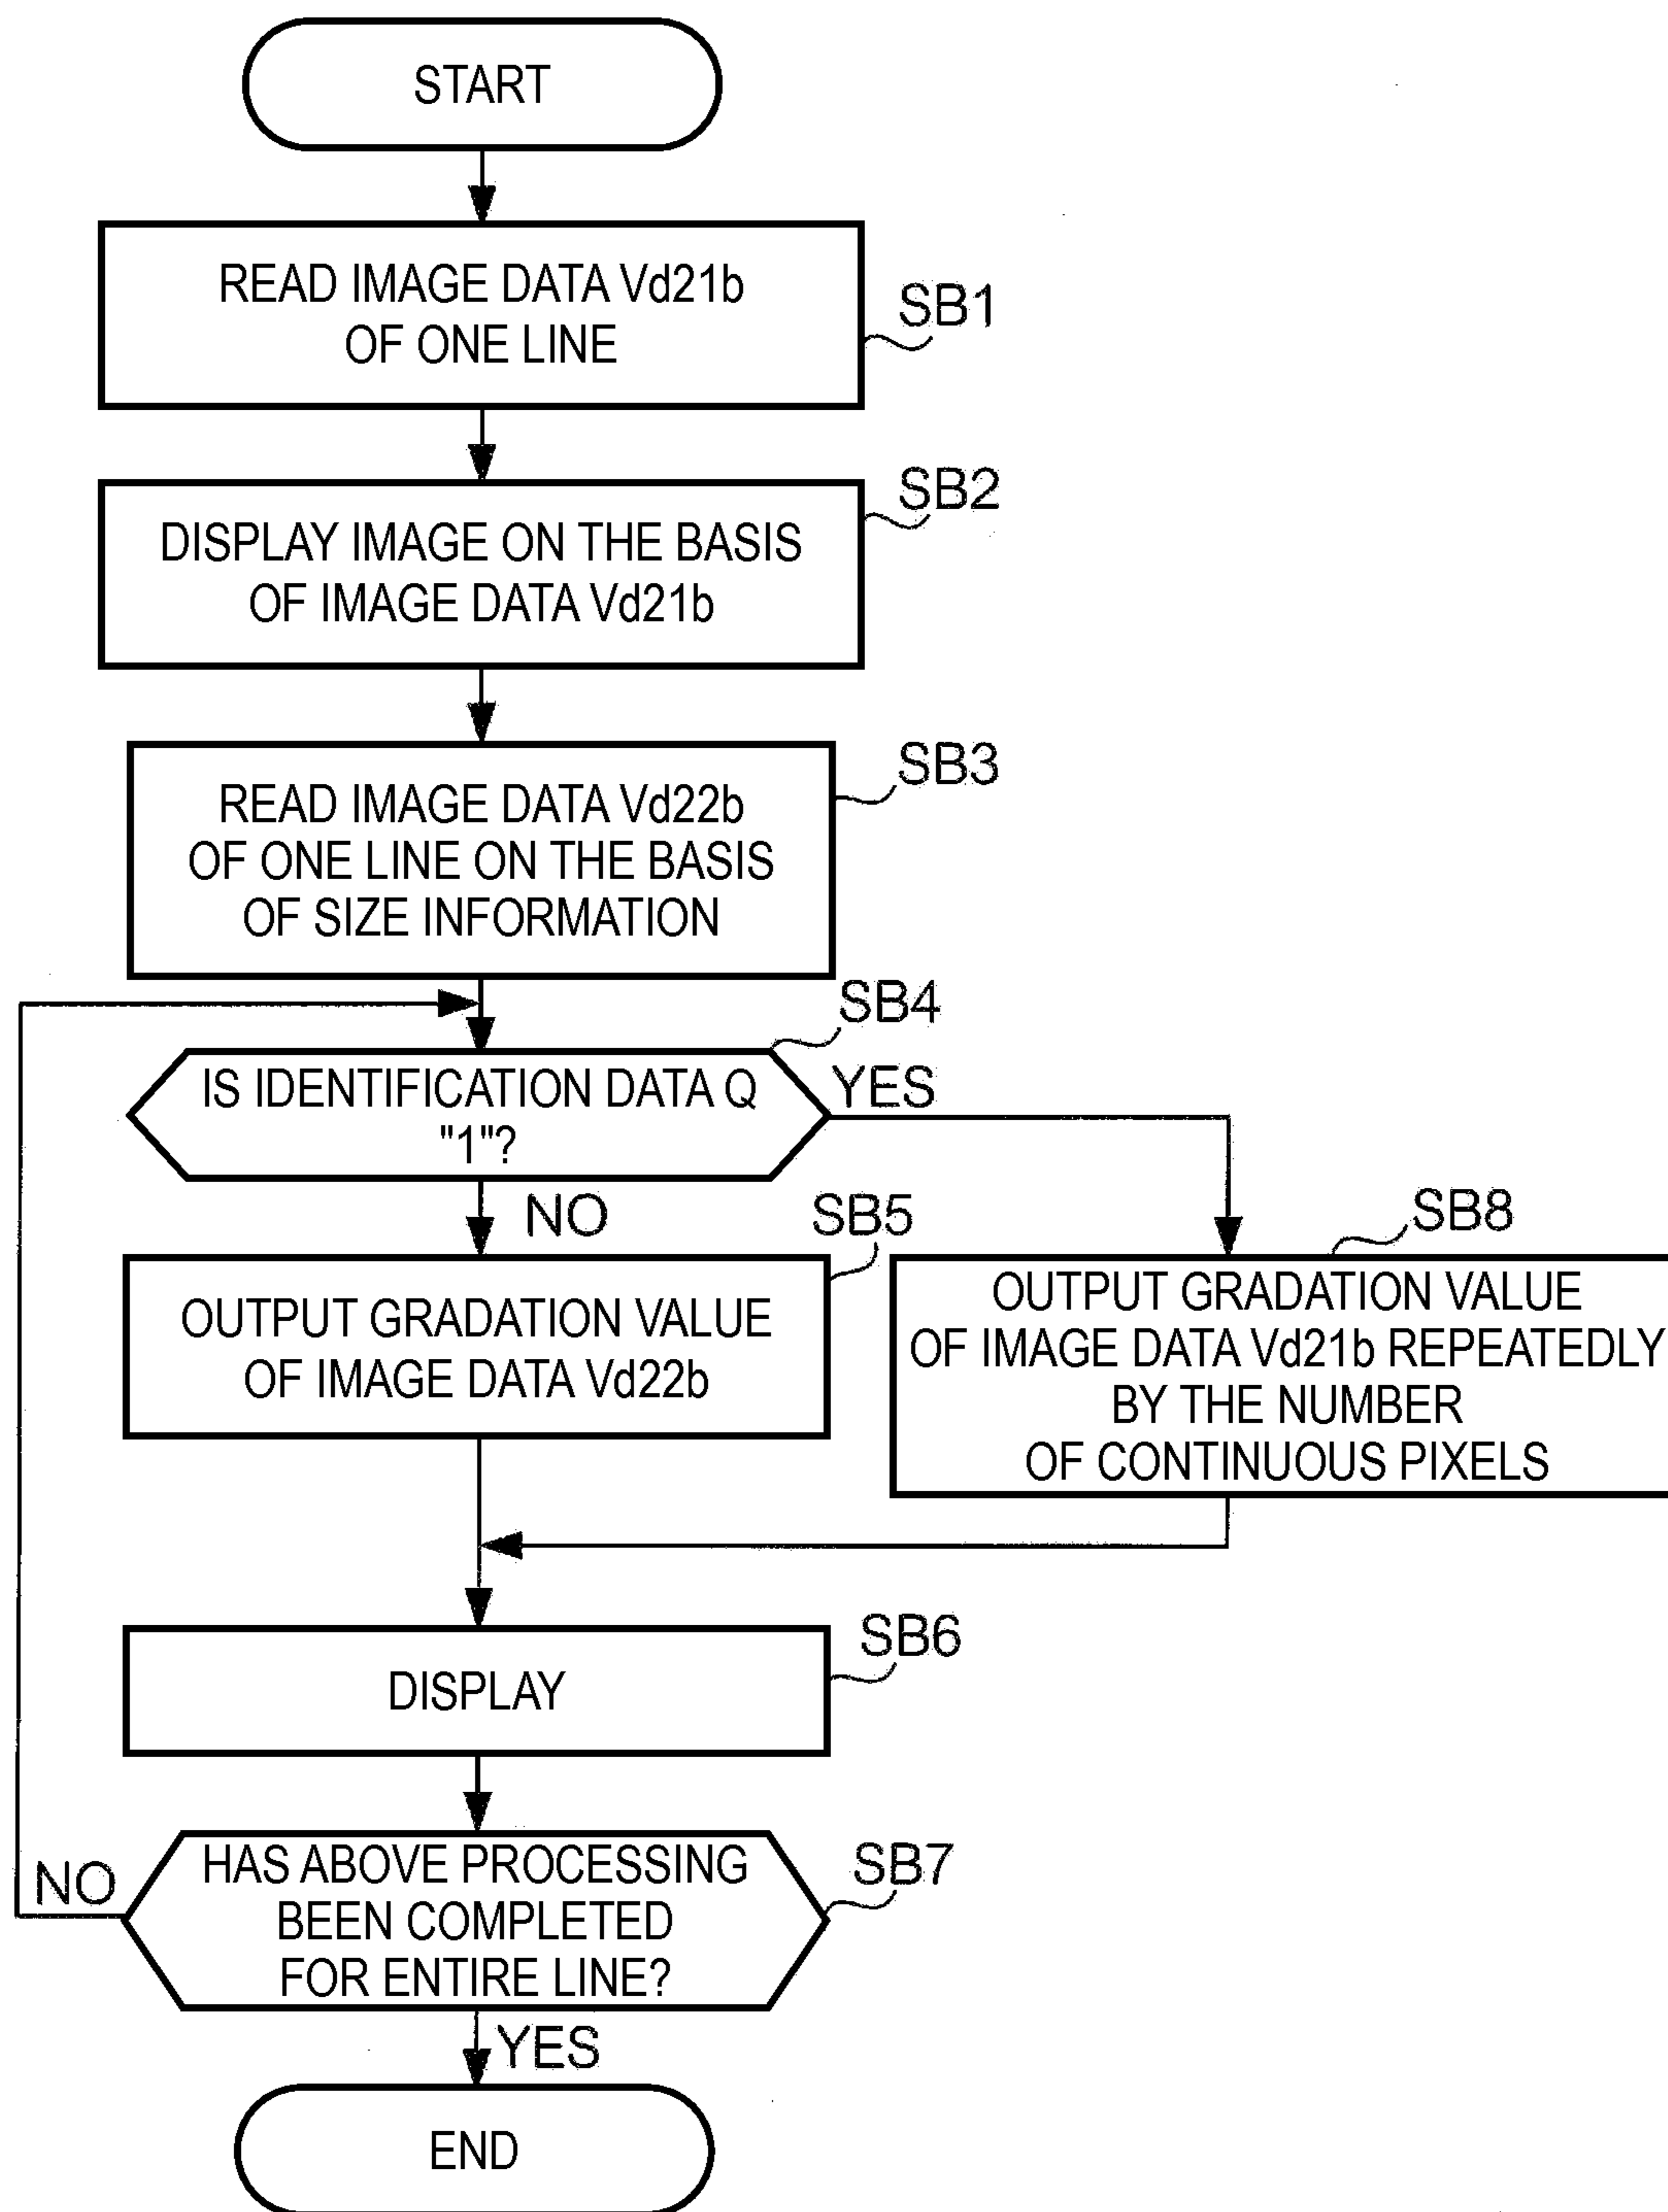 START
READ IMAGE DATA Vd21b
OF ONE LINE
SB1
DISPLAY IMAGE ON THE BASIS
OF IMAGE DATA Vd21b
SB2
READ IMAGE DATA Vd22b
OF ONE LINE ON THE BASIS
OF SIZE INFORMATION
SB3
IS IDENTIFICATION DATA Q
"1"?
SB4
YES
NO
OUTPUT GRADATION VALUE
OF IMAGE DATA Vd22b
SB5
OUTPUT GRADATION VALUE
OF IMAGE DATA Vd21b REPEATEDLY
BY THE NUMBER
OF CONTINUOUS PIXELS
SB8
DISPLAY
SB6
HAS ABOVE PROCESSING
BEEN COMPLETED
FOR ENTIRE LINE?
SB7
NO
YES
END